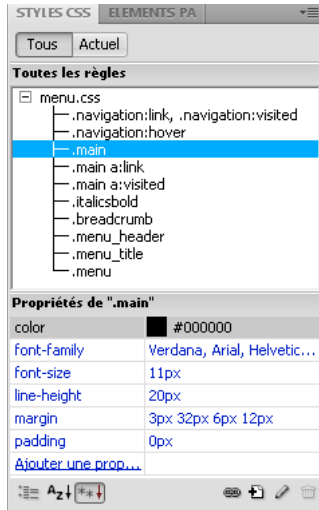 STYLES CSS ELEMENTS PA
Tous Actuel
Toutes les règles
menu.css
.navigation:link, .navigation:visited
.navigation:hover
.main
.main a:link
.main a:visited
.italicsbold
.breadcrumb
.menu_header
.menu_title
.menu
Propriétés de ".main"
color #000000
font-family Verdana, Arial, Helvetic...
font-size 11px
line-height 20px
margin 3px 32px 6px 12px
padding 0px
Ajouter une prop...
Az↓ **↓